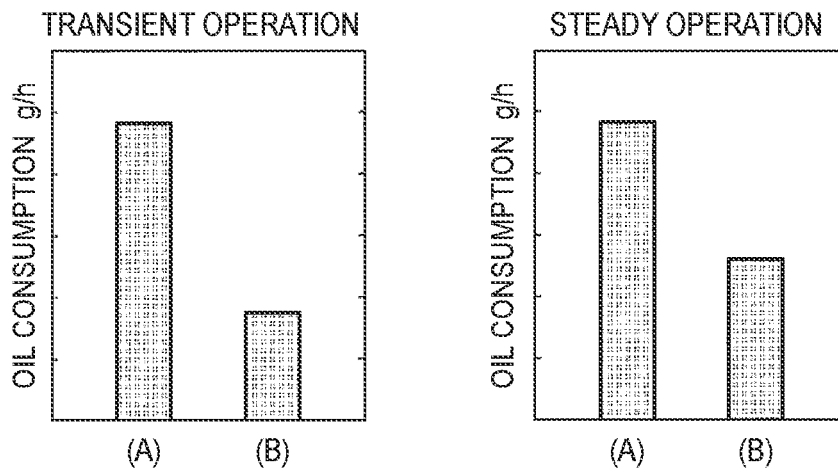 TRANSIENT OPERATION
OIL CONSUMPTION g/h
(A)
(B)
STEADY OPERATION
OIL CONSUMPTION g/h
(A)
(B)